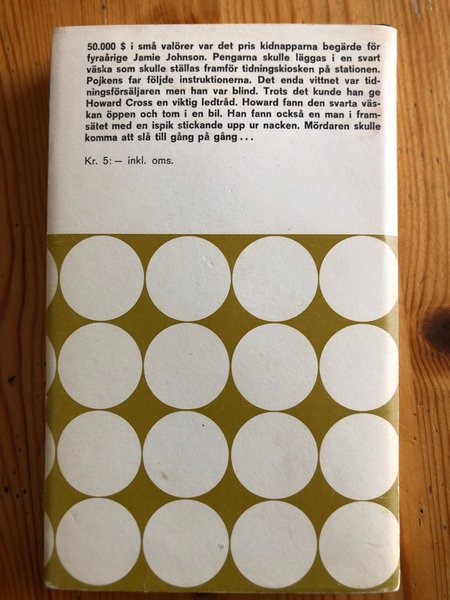 50.000 $ i små valörer var det pris kidnapparna begärde för
fyraårige Jamie Johnson. Pengarna skulle läggas i en svart
väska som skulle ställas framför tidningskiosken på stationen.
Pojkens far följde instruktionerna. Det enda vittnet var tid-
ningsförsäljaren men han var blind. Trots det kunde han ge
Howard Cross en viktig ledtråd. Howard fann den svarta väs-
kan öppen och tom i en bil. Han fann också en man i fram-
sätet med en ispik stickande upp ur nacken. Mördaren skulle
komma att slå till gång på gång ...
Kr. 5:— inkl. oms.